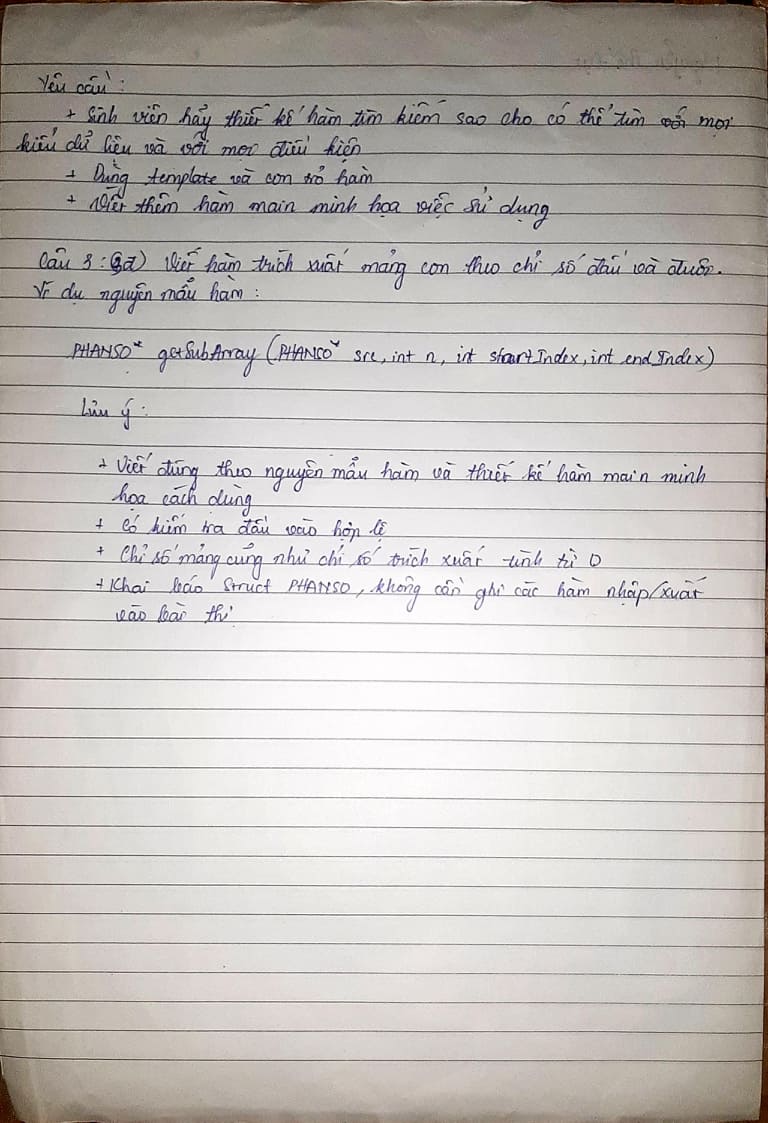 Yêu cầu:
+ Sinh viên hãy thiết kế hàm tìm kiếm sao cho có thể tìm với mọi
kiểu dữ liệu và với mọi điều kiện
+ Dùng template và con trỏ hàm
+ Viết thêm hàm main minh họa việc sử dụng
Câu 3: (3đ) Viết hàm trích xuất mảng con theo chỉ số đầu và đuôi.
Ví dụ nguyên mẫu hàm:
PHANSO* getSubArray (PHANSO* src, int n, int startIndex, int endIndex)
Lưu ý:
+ Viết đúng theo nguyên mẫu hàm và thiết kế hàm main minh
họa cách dùng
+ Có kiểm tra đầu vào hợp lệ
+ Chỉ số mảng cũng như chỉ số trích xuất tính từ 0
+ Khai báo Struct PHANSO, không cần ghi các hàm nhập/xuất
vào bài thi